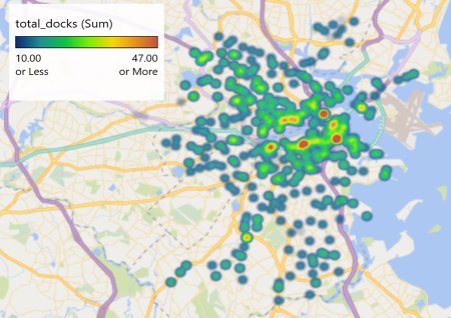 total_docks (Sum)
10.00 47.00
or Less or More